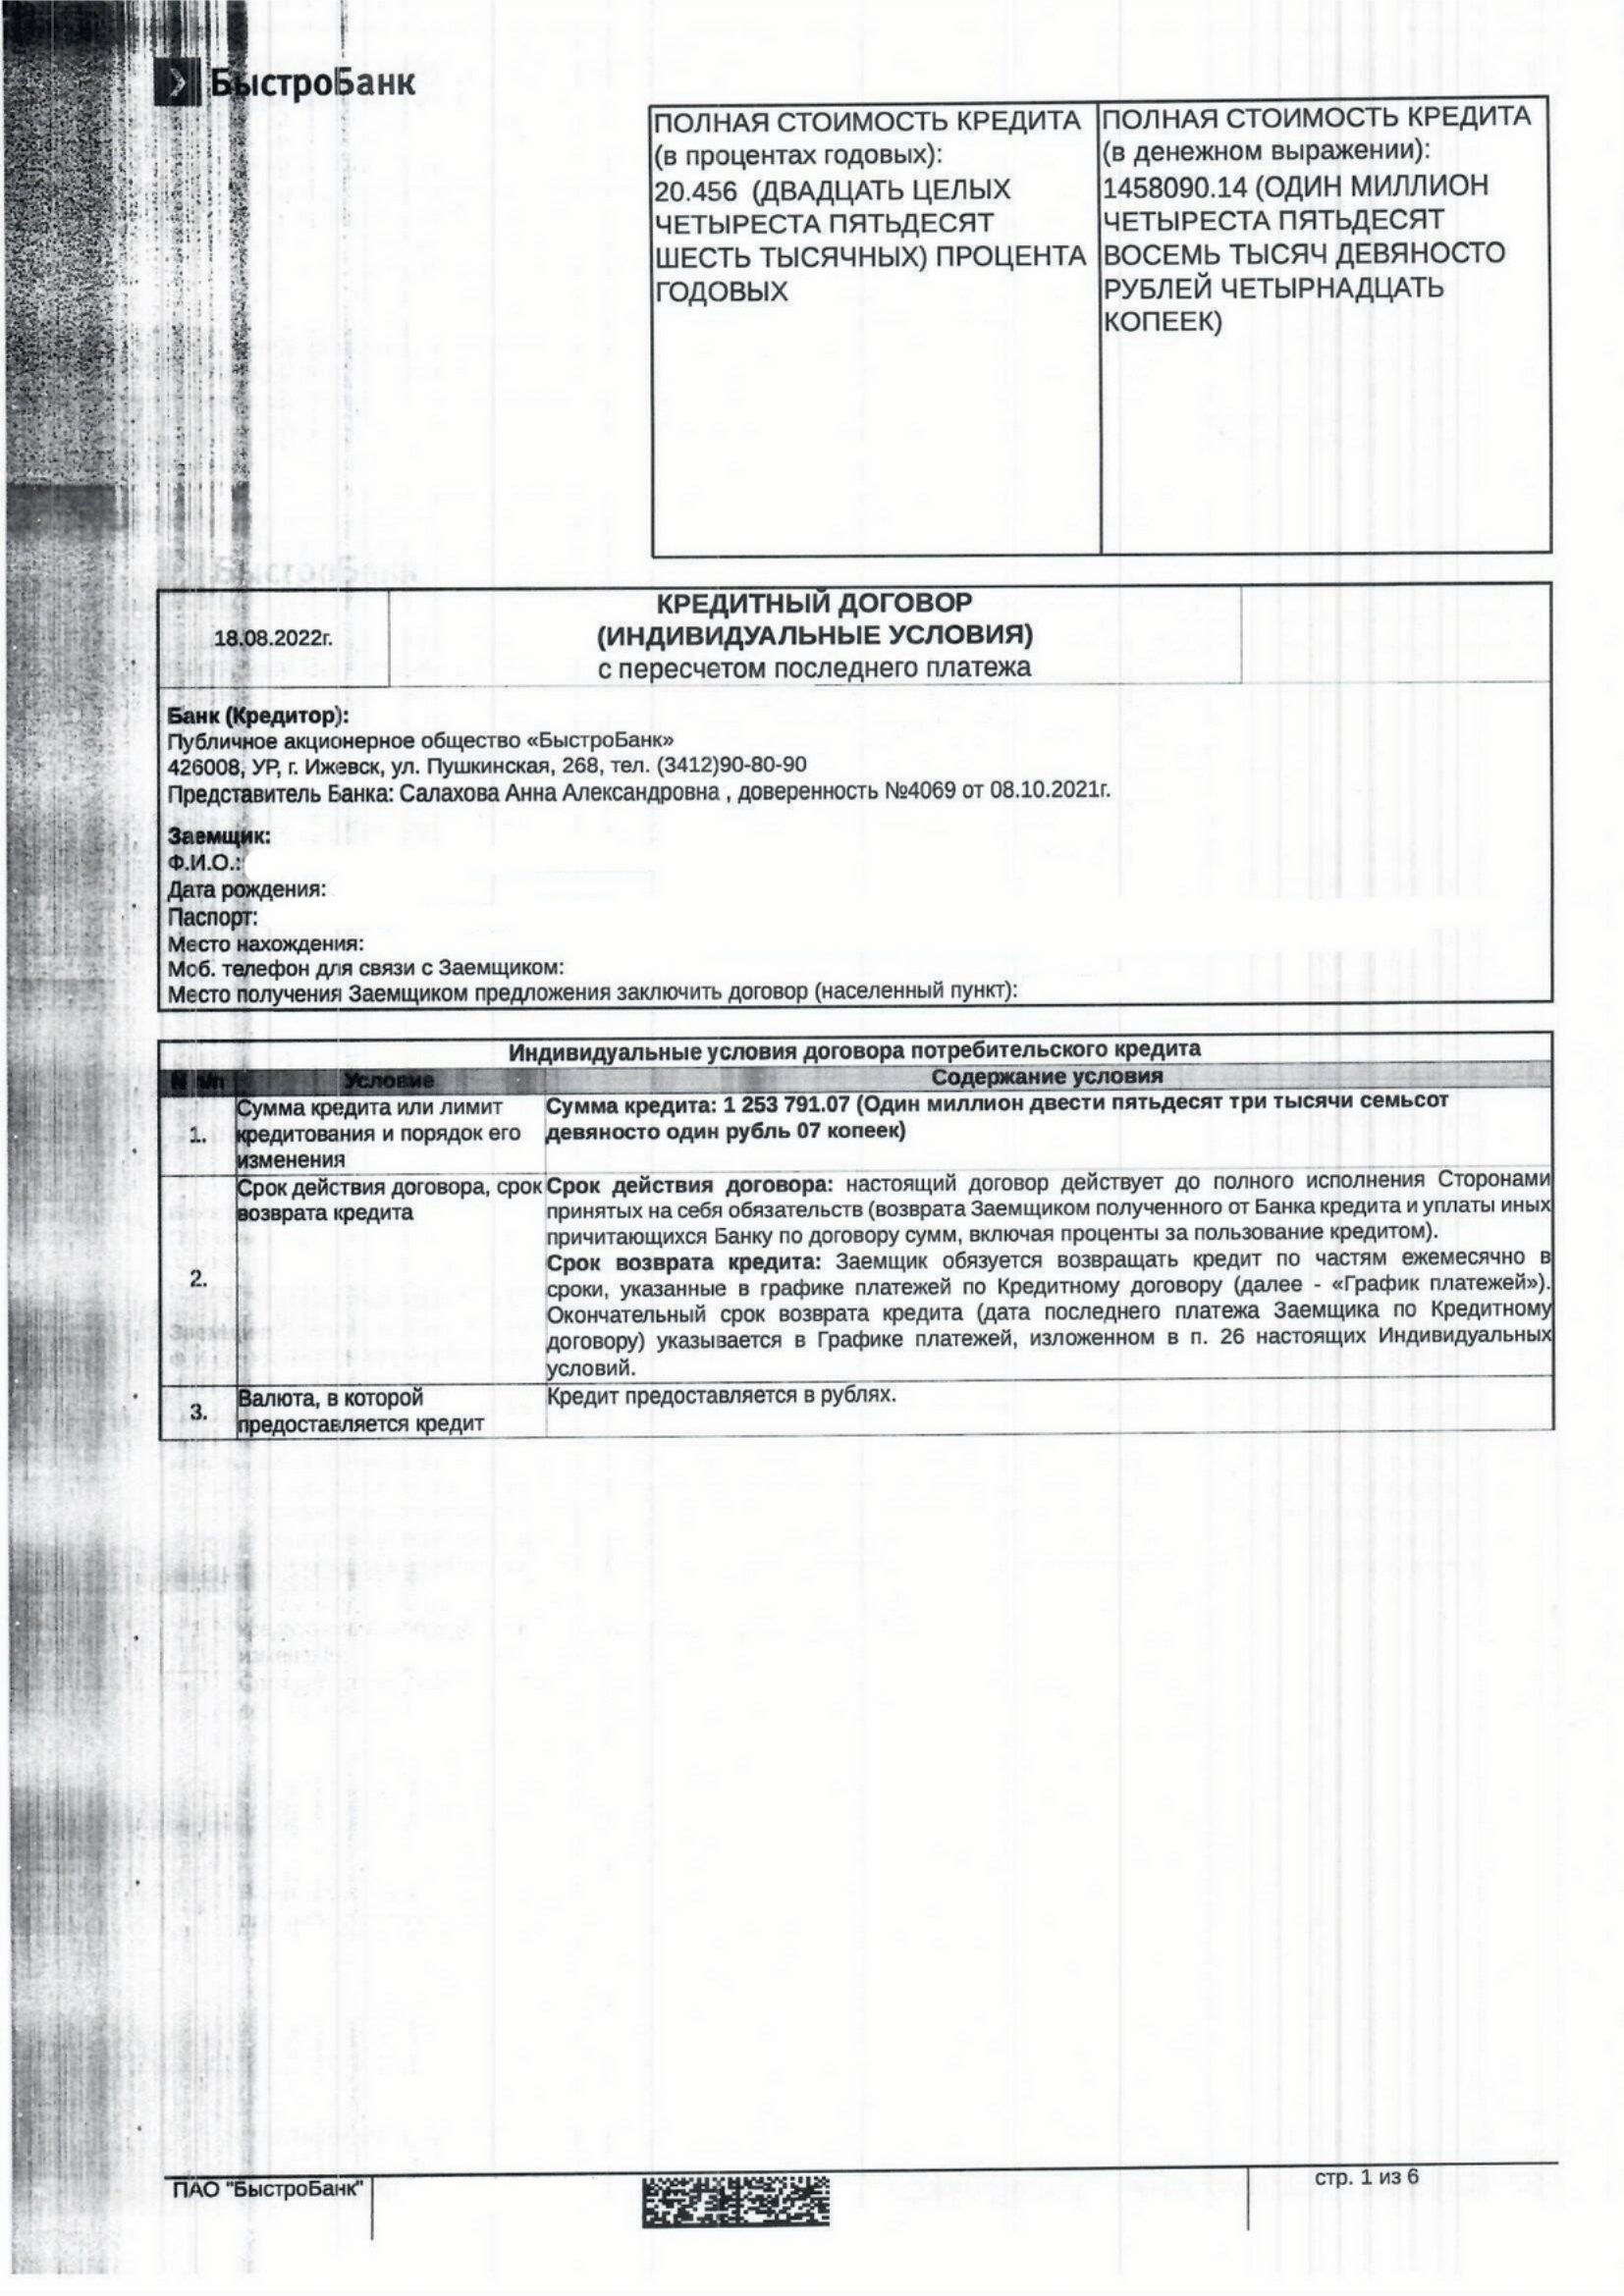 БыстроБанк
ПОЛНАЯ СТОИМОСТЬ КРЕДИТА
(в процентах годовых):
20.456 (ДВАДЦАТЬ ЦЕЛЫХ
ЧЕТЫРЕСТА ПЯТЬДЕСЯТ
ШЕСТЬ ТЫСЯЧНЫХ) ПРОЦЕНТА
ГОДОВЫХ
ПОЛНАЯ СТОИМОСТЬ КРЕДИТА
(в денежном выражении):
1458090.14 (ОДИН МИЛЛИОН
ЧЕТЫРЕСТА ПЯТЬДЕСЯТ
ВОСЕМЬ ТЫСЯЧ ДЕВЯНОСТО
РУБЛЕЙ ЧЕТЫРНАДЦАТЬ
КОПЕЕК)
18.08.2022г.
КРЕДИТНЫЙ ДОГОВОР
(ИНДИВИДУАЛЬНЫЕ УСЛОВИЯ)
с пересчетом последнего платежа
Банк (Кредитор):
Публичное акционерное общество «БыстроБанк»
426008, УР, г. Ижевск, ул. Пушкинская, 268, тел. (3412)90-80-90
Представитель Банка: Салахова Анна Александровна , доверенность №4069 от 08.10.2021г.
Заемщик:
Ф.И.О.:
Дата рождения:
Паспорт:
Место нахождения:
Моб. телефон для связи с Заемщиком:
Место получения Заемщиком предложения заключить договор (населенный пункт):
Индивидуальные условия договора потребительского кредита
N п/п Условие Содержание условия
1.
Сумма кредита или лимит
кредитования и порядок его
изменения
Сумма кредита: 1 253 791.07 (Один миллион двести пятьдесят три тысячи семьсот
девяносто один рубль 07 копеек)
2.
Срок действия договора, срок
возврата кредита
Срок действия договора: настоящий договор действует до полного исполнения Сторонами
принятых на себя обязательств (возврата Заемщиком полученного от Банка кредита и уплаты иных
причитающихся Банку по договору сумм, включая проценты за пользование кредитом).
Срок возврата кредита: Заемщик обязуется возвращать кредит по частям ежемесячно в
сроки, указанные в графике платежей по Кредитному договору (далее - «График платежей»).
Окончательный срок возврата кредита (дата последнего платежа Заемщика по Кредитному
договору) указывается в Графике платежей, изложенном в п. 26 настоящих Индивидуальных
условий.
3.
Валюта, в которой
предоставляется кредит
Кредит предоставляется в рублях.
ПАО "БыстроБанк"
стр. 1 из 6